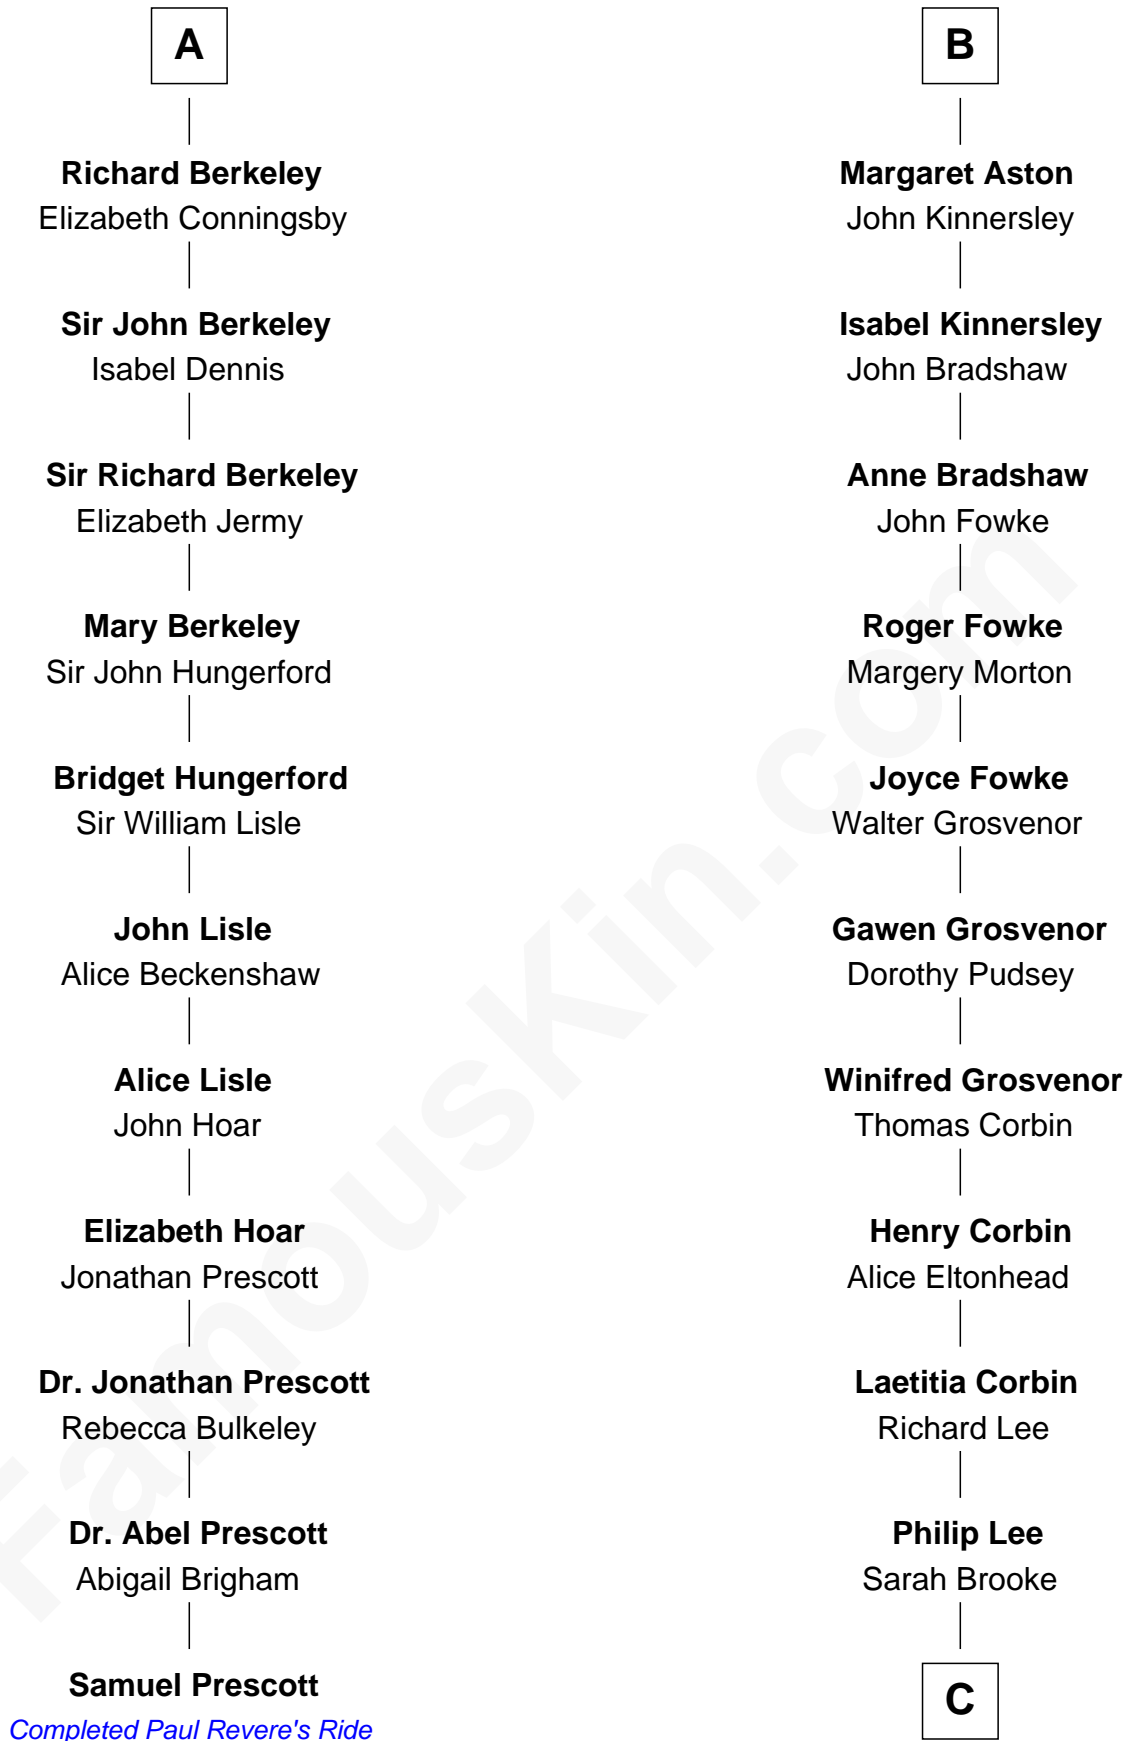 A
Richard Berkeley
Elizabeth Conningsby
Sir John Berkeley
Isabel Dennis
Sir Richard Berkeley
Elizabeth Jermy
Mary Berkeley
Sir John Hungerford
Bridget Hungerford
Sir William Lisle
John Lisle
Alice Beckenshaw
Alice Lisle
John Hoar
Elizabeth Hoar
Jonathan Prescott
Dr. Jonathan Prescott
Rebecca Bulkeley
Dr. Abel Prescott
Abigail Brigham
Samuel Prescott
Completed Paul Revere's Ride
B
Margaret Aston
John Kinnersley
Isabel Kinnersley
John Bradshaw
Anne Bradshaw
John Fowke
Roger Fowke
Margery Morton
Joyce Fowke
Walter Grosvenor
Gawen Grosvenor
Dorothy Pudsey
Winifred Grosvenor
Thomas Corbin
Henry Corbin
Alice Eltonhead
Laetitia Corbin
Richard Lee
Philip Lee
Sarah Brooke
C
FamousKin.com